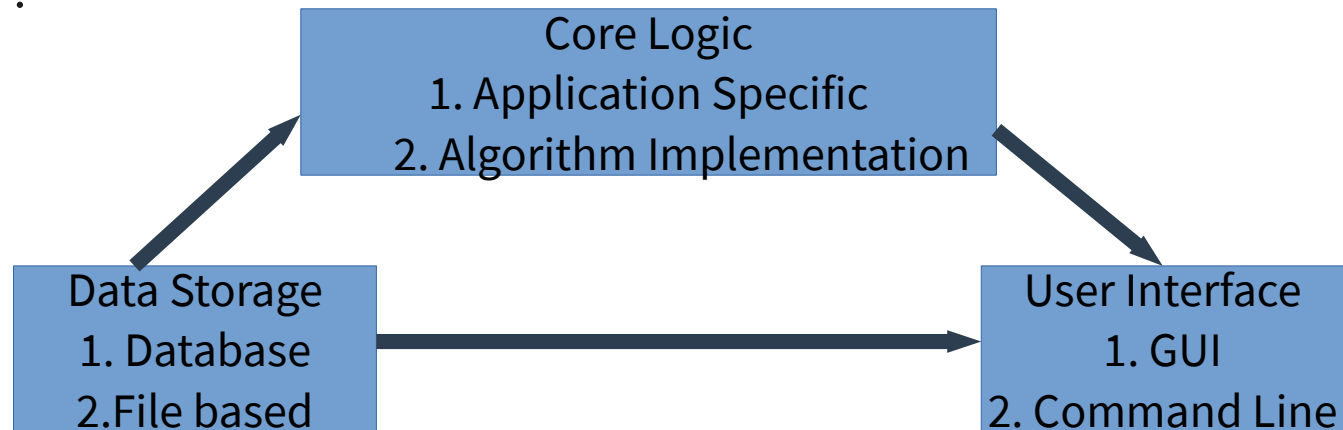 Core Logic
1. Application Specific
2. Algorithm Implementation
Data Storage
1. Database
2.File based
User Interface
1. GUI
2. Command Line